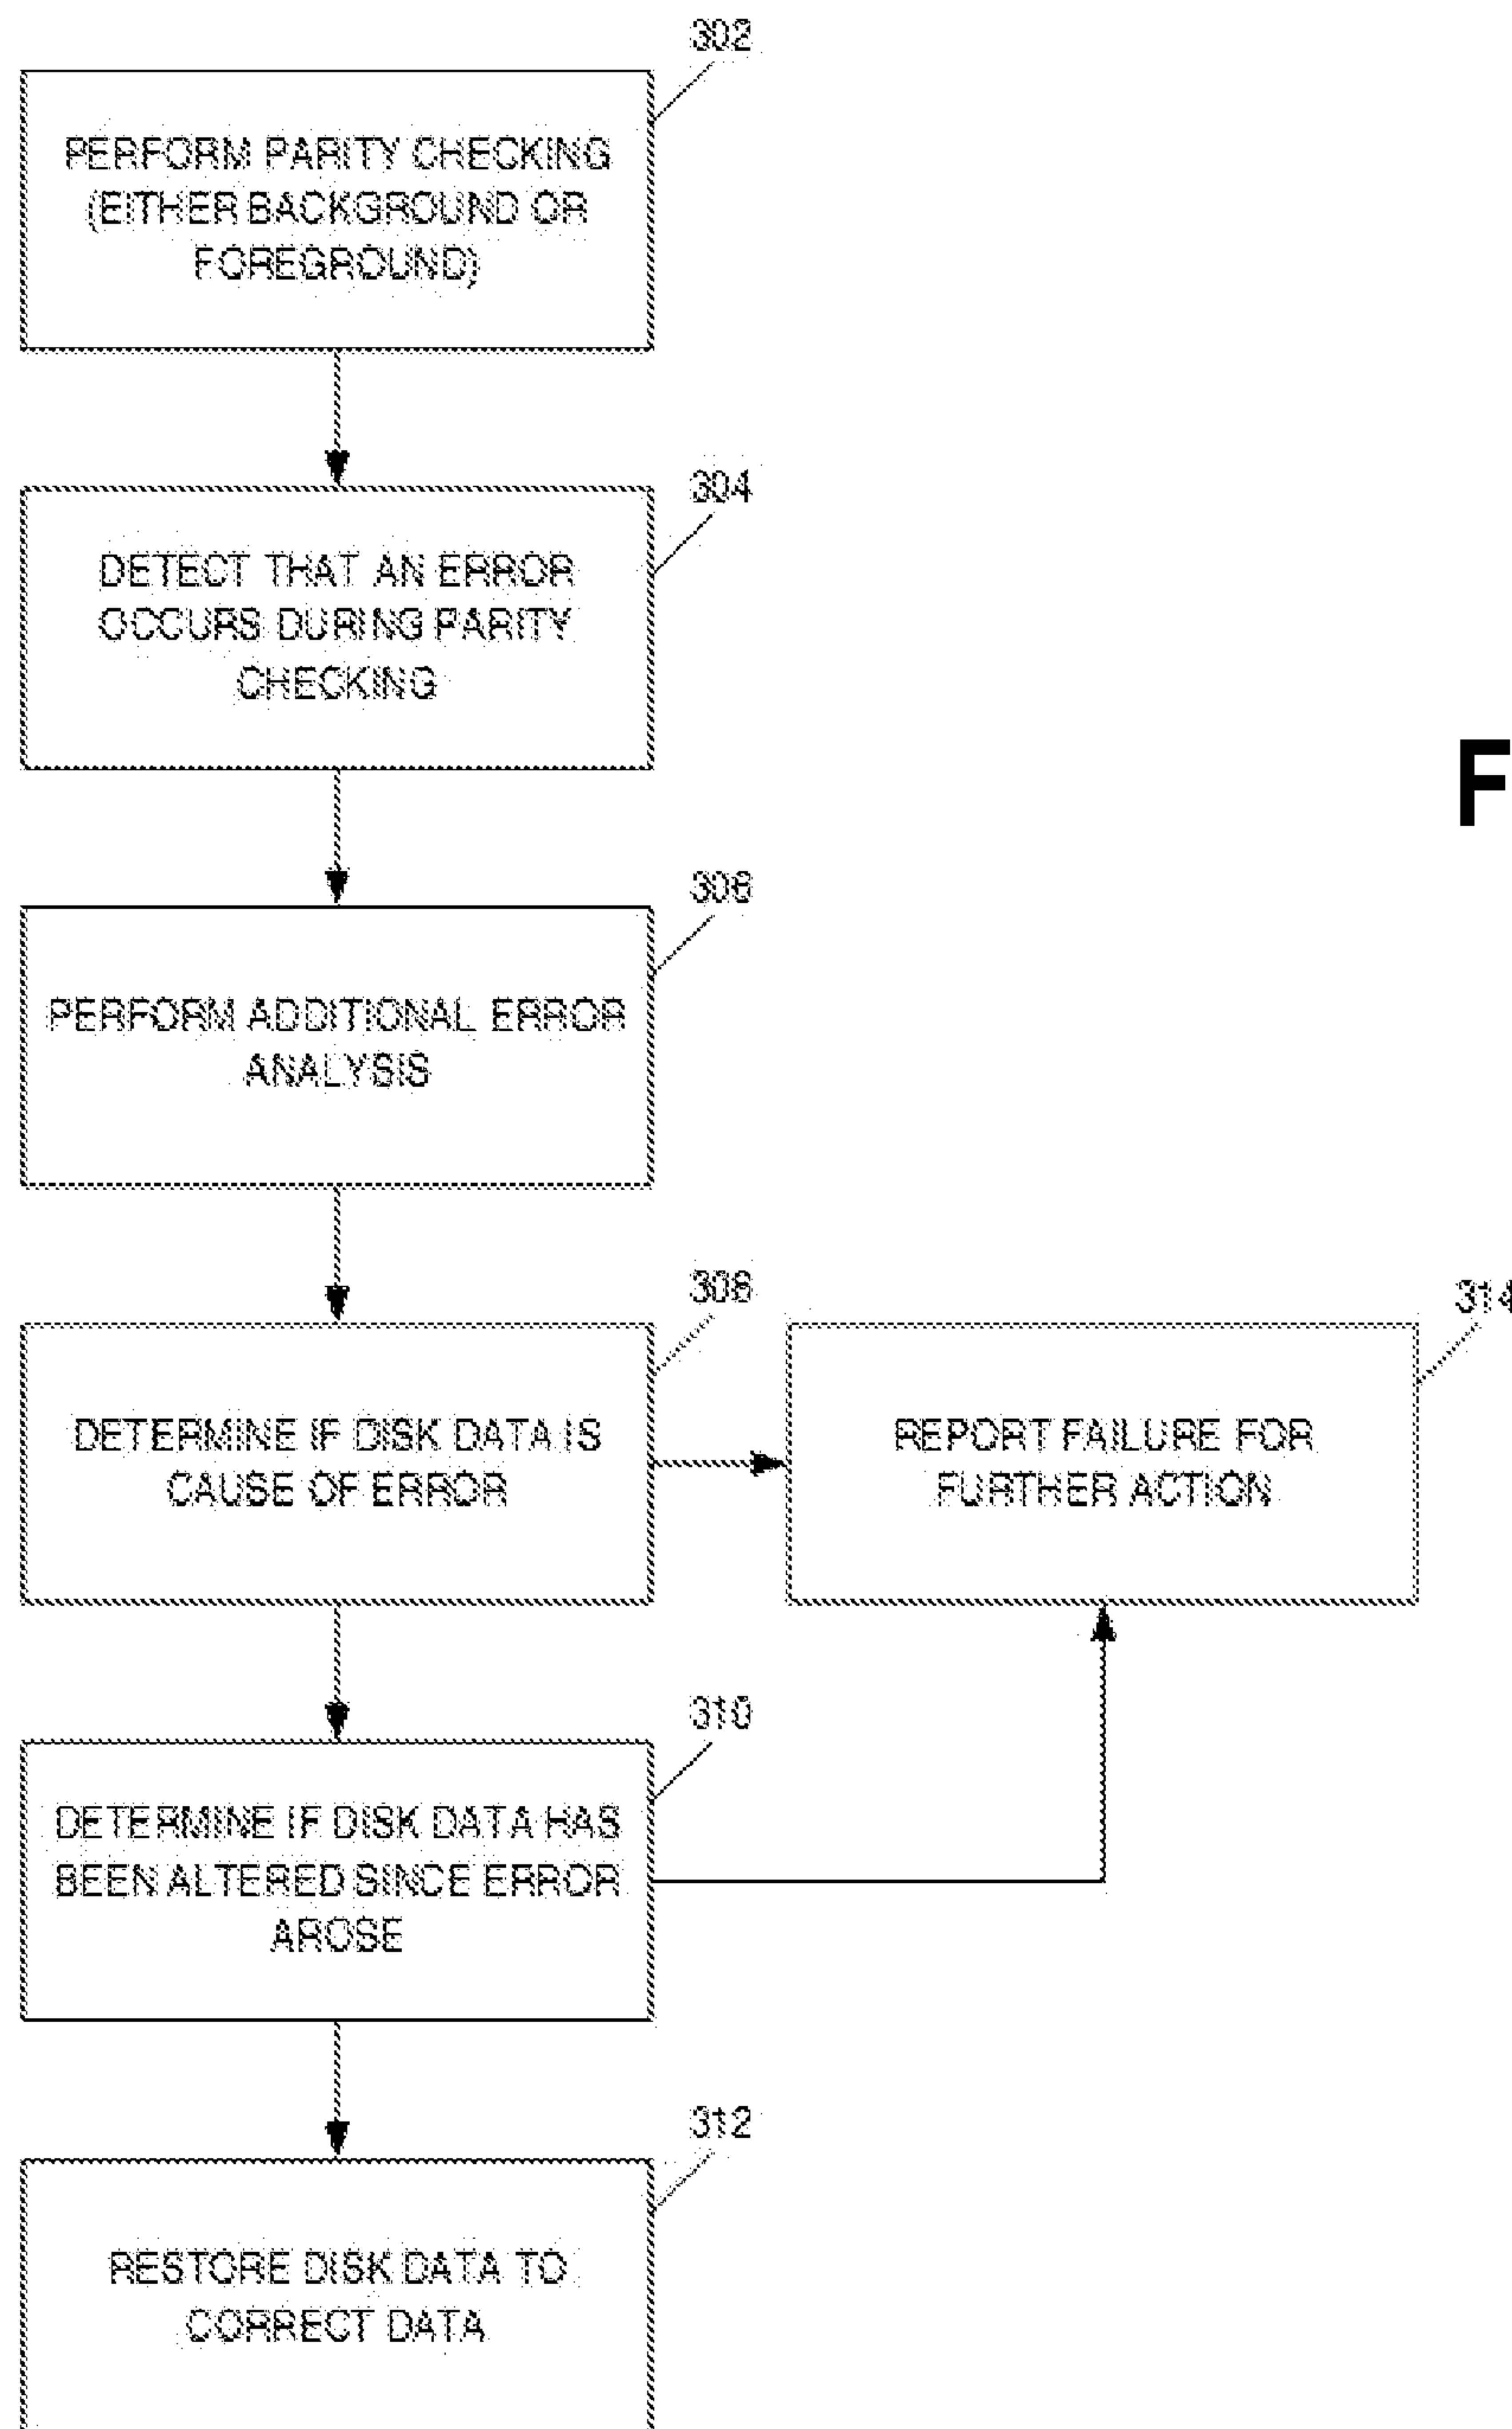 302
PERFORM PARITY CHECKING
(EITHER BACKGROUND OR
FOREGROUND)
304
DETECT THAT AN ERROR
OCCURS DURING PARITY
CHECKING
F
306
PERFORM ADDITIONAL ERROR
ANALYSIS
308
DETERMINE IF DISK DATA IS
CAUSE OF ERROR
314
REPORT FAILURE FOR
FURTHER ACTION
310
DETERMINE IF DISK DATA HAS
BEEN ALTERED SINCE ERROR
AROSE
312
RESTORE DISK DATA TO
CORRECT DATA